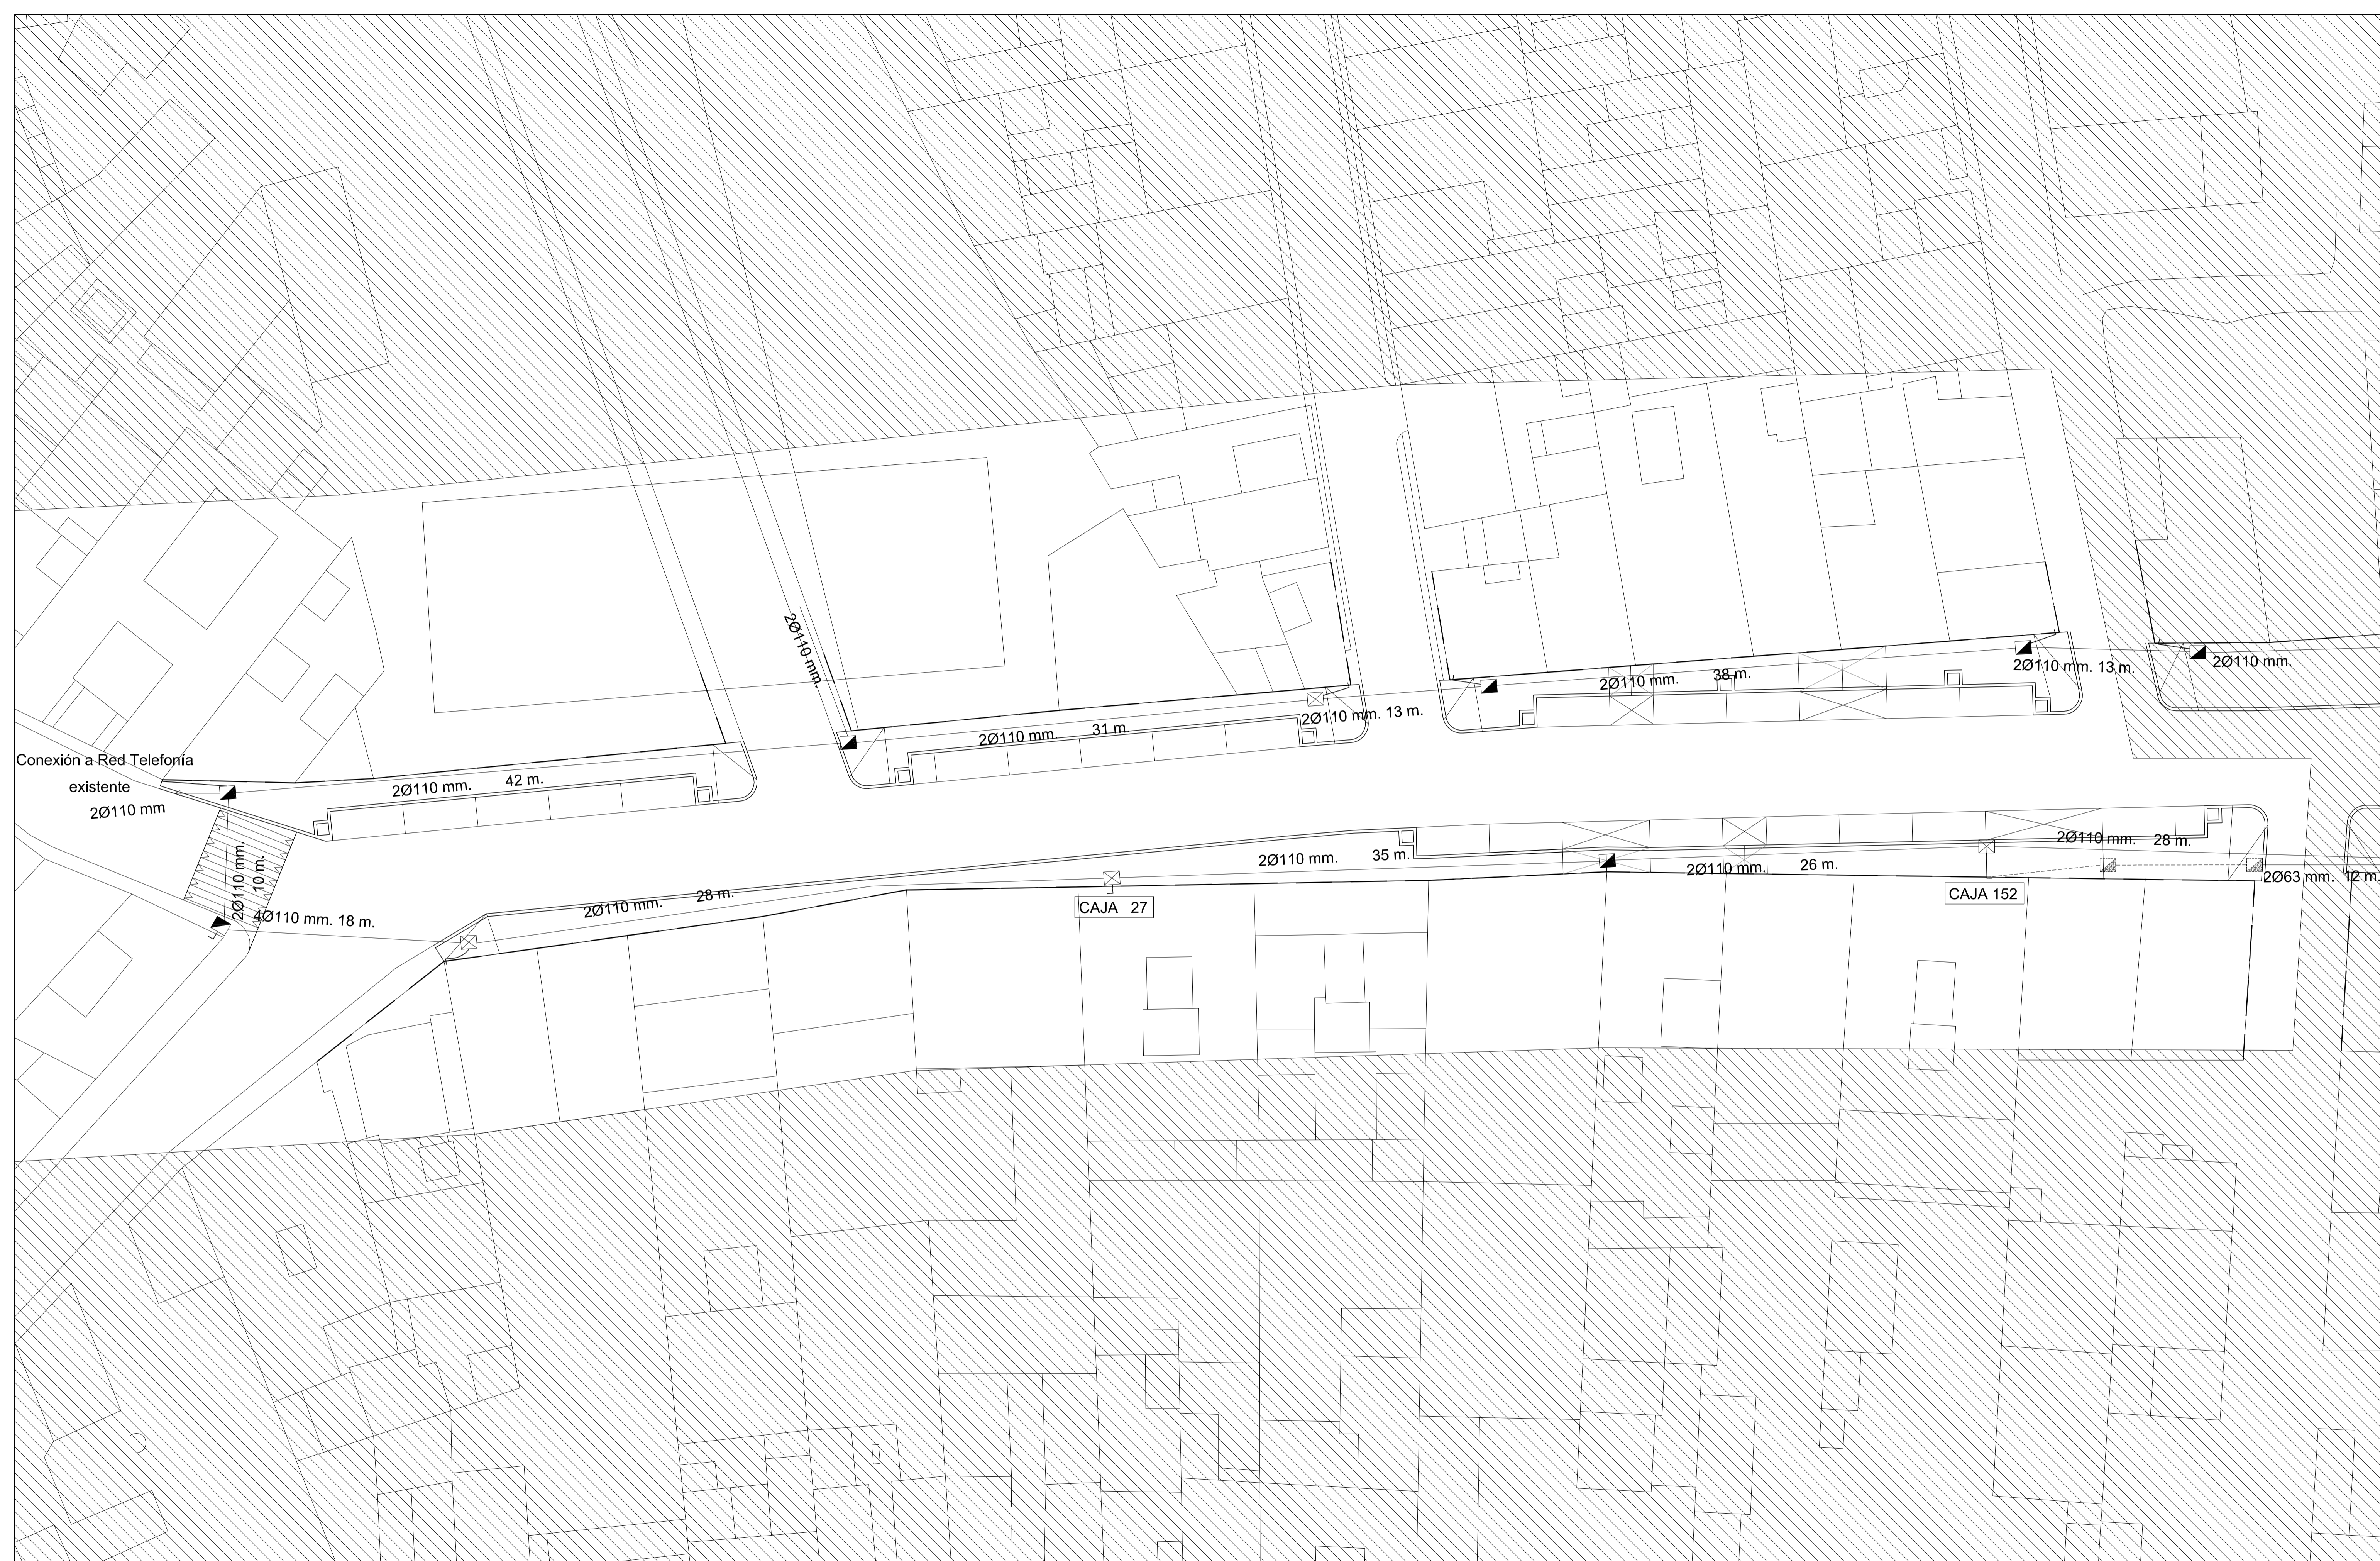 2Ø110 mm.
2Ø110 mm. 38 m.
2Ø110 mm. 13 m.
2Ø110 mm.
2Ø110 mm. 31 m.
2Ø110 mm. 13 m.
Conexión a Red Telefonía
existente
2Ø110 mm
2Ø110 mm. 42 m.
2Ø110 mm.
10 m.
4Ø110 mm. 18 m.
2Ø110 mm. 28 m.
2Ø110 mm. 35 m.
2Ø110 mm. 26 m.
2Ø110 mm. 28 m.
2Ø63 mm. 12 m.
CAJA 27
CAJA 152